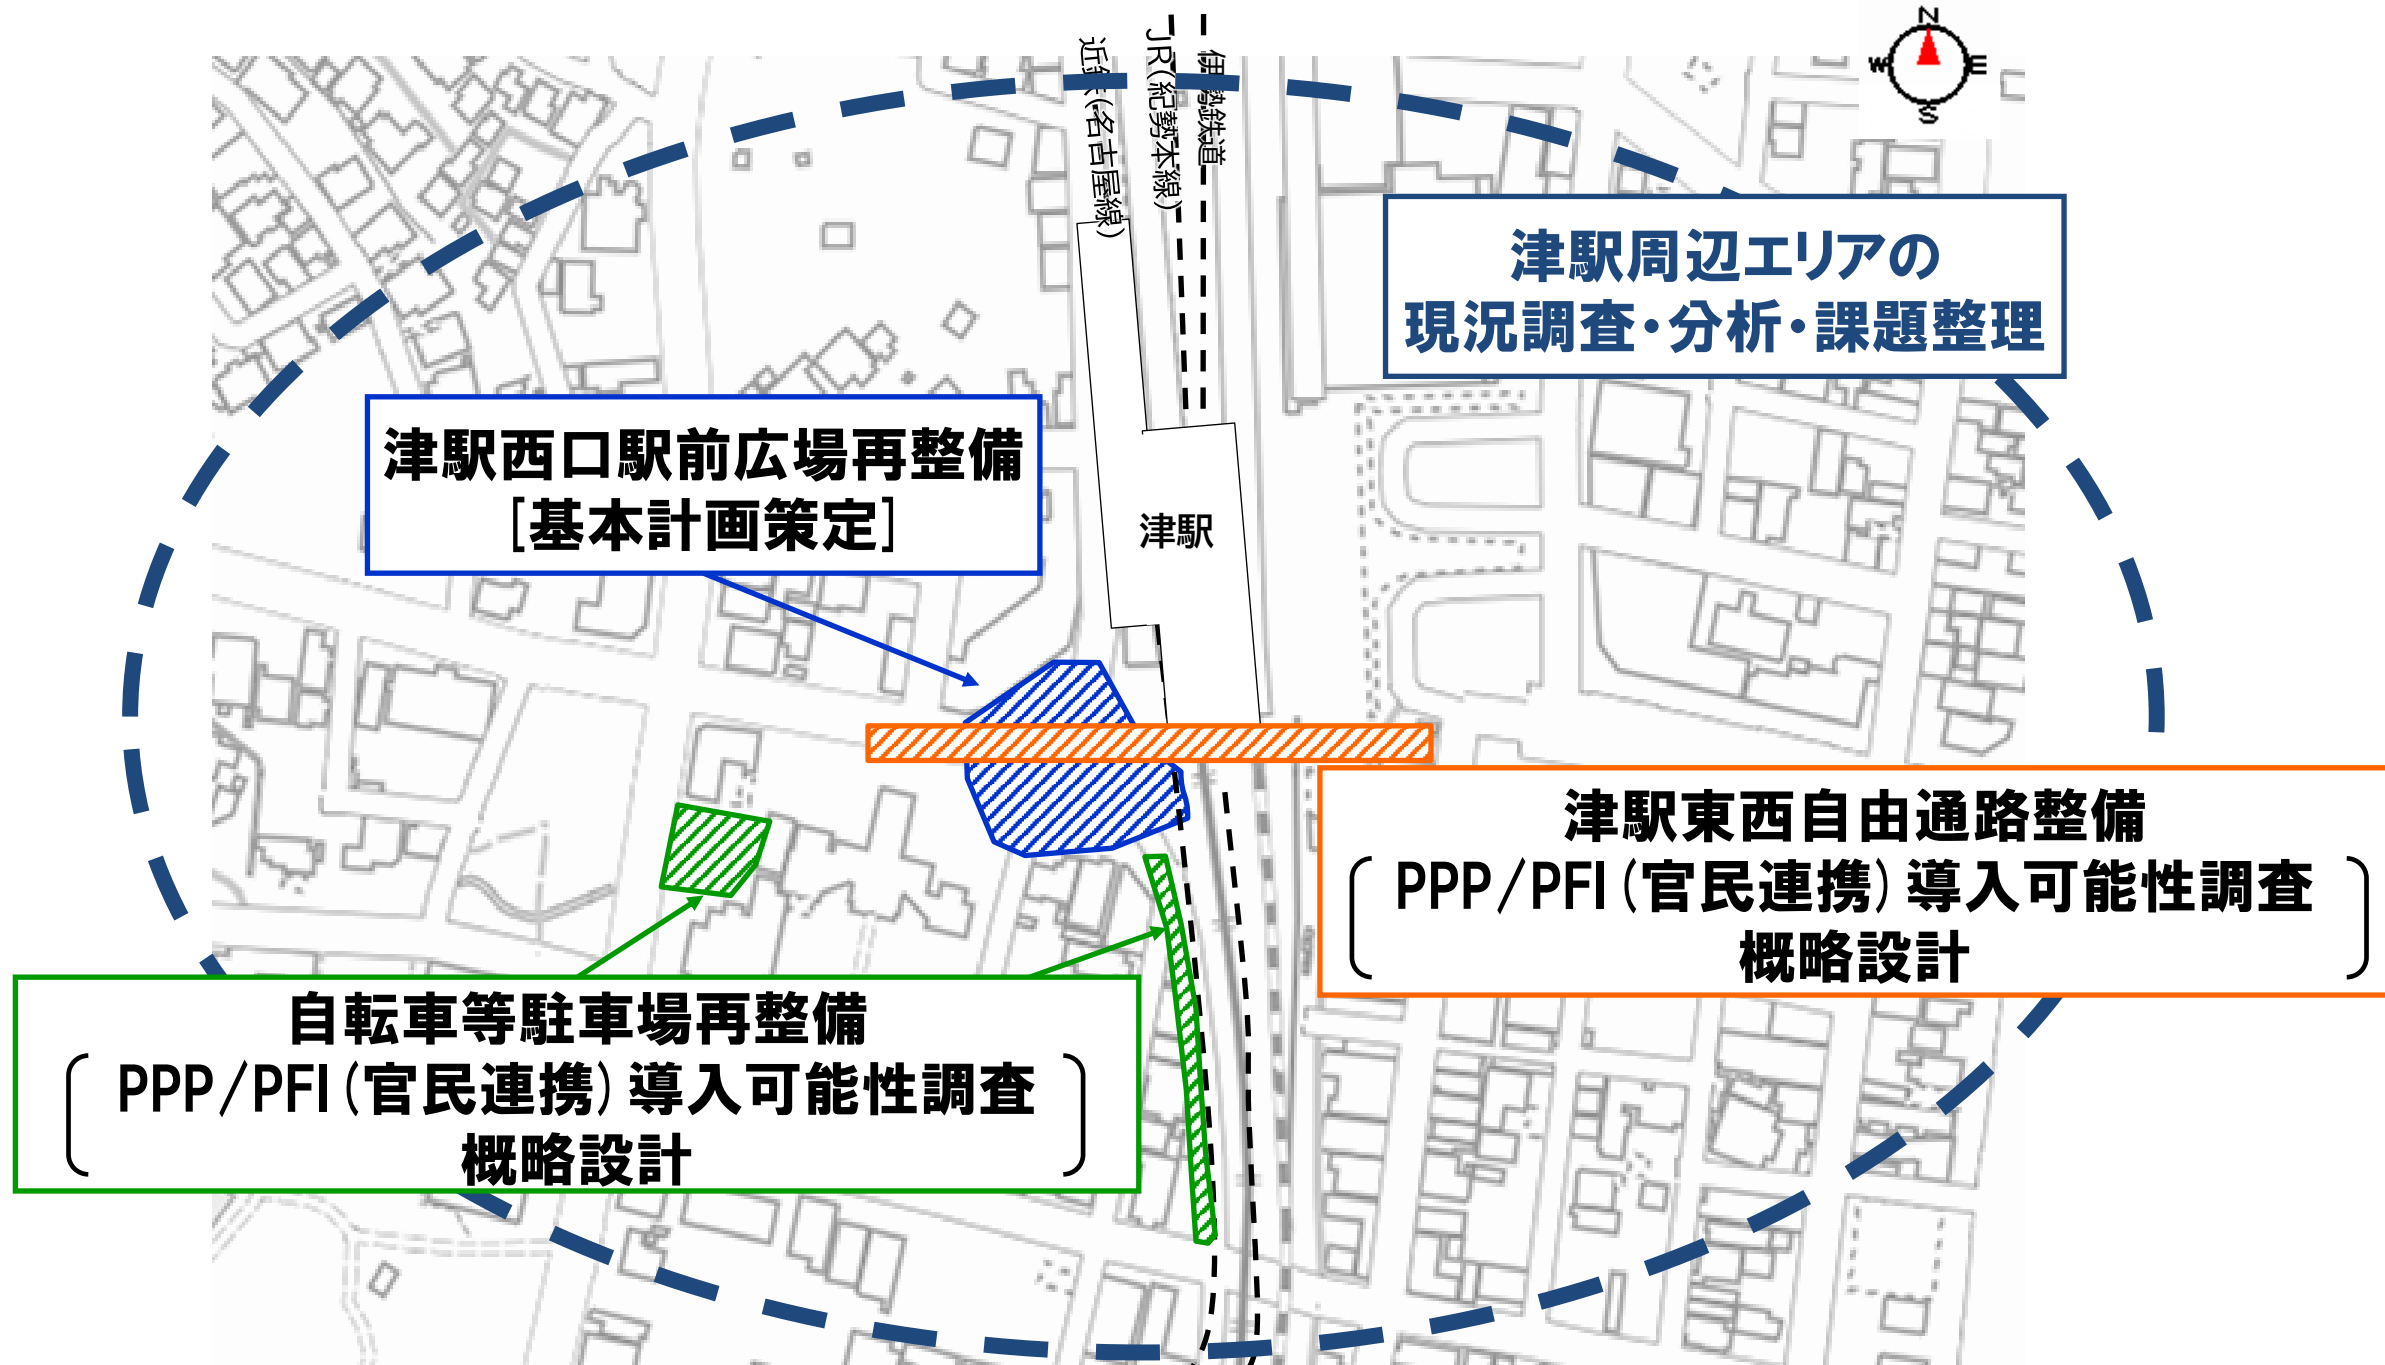 N
W
E
S
近鉄(名古屋線)
JR(紀勢本線)
伊勢鉄道
津駅周辺エリアの
現況調査・分析・課題整理
津駅西口駅前広場再整備
[基本計画策定]
津駅
津駅東西自由通路整備
PPP/PFI(官民連携)導入可能性調査
概略設計
自転車等駐車場再整備
PPP/PFI(官民連携)導入可能性調査
概略設計